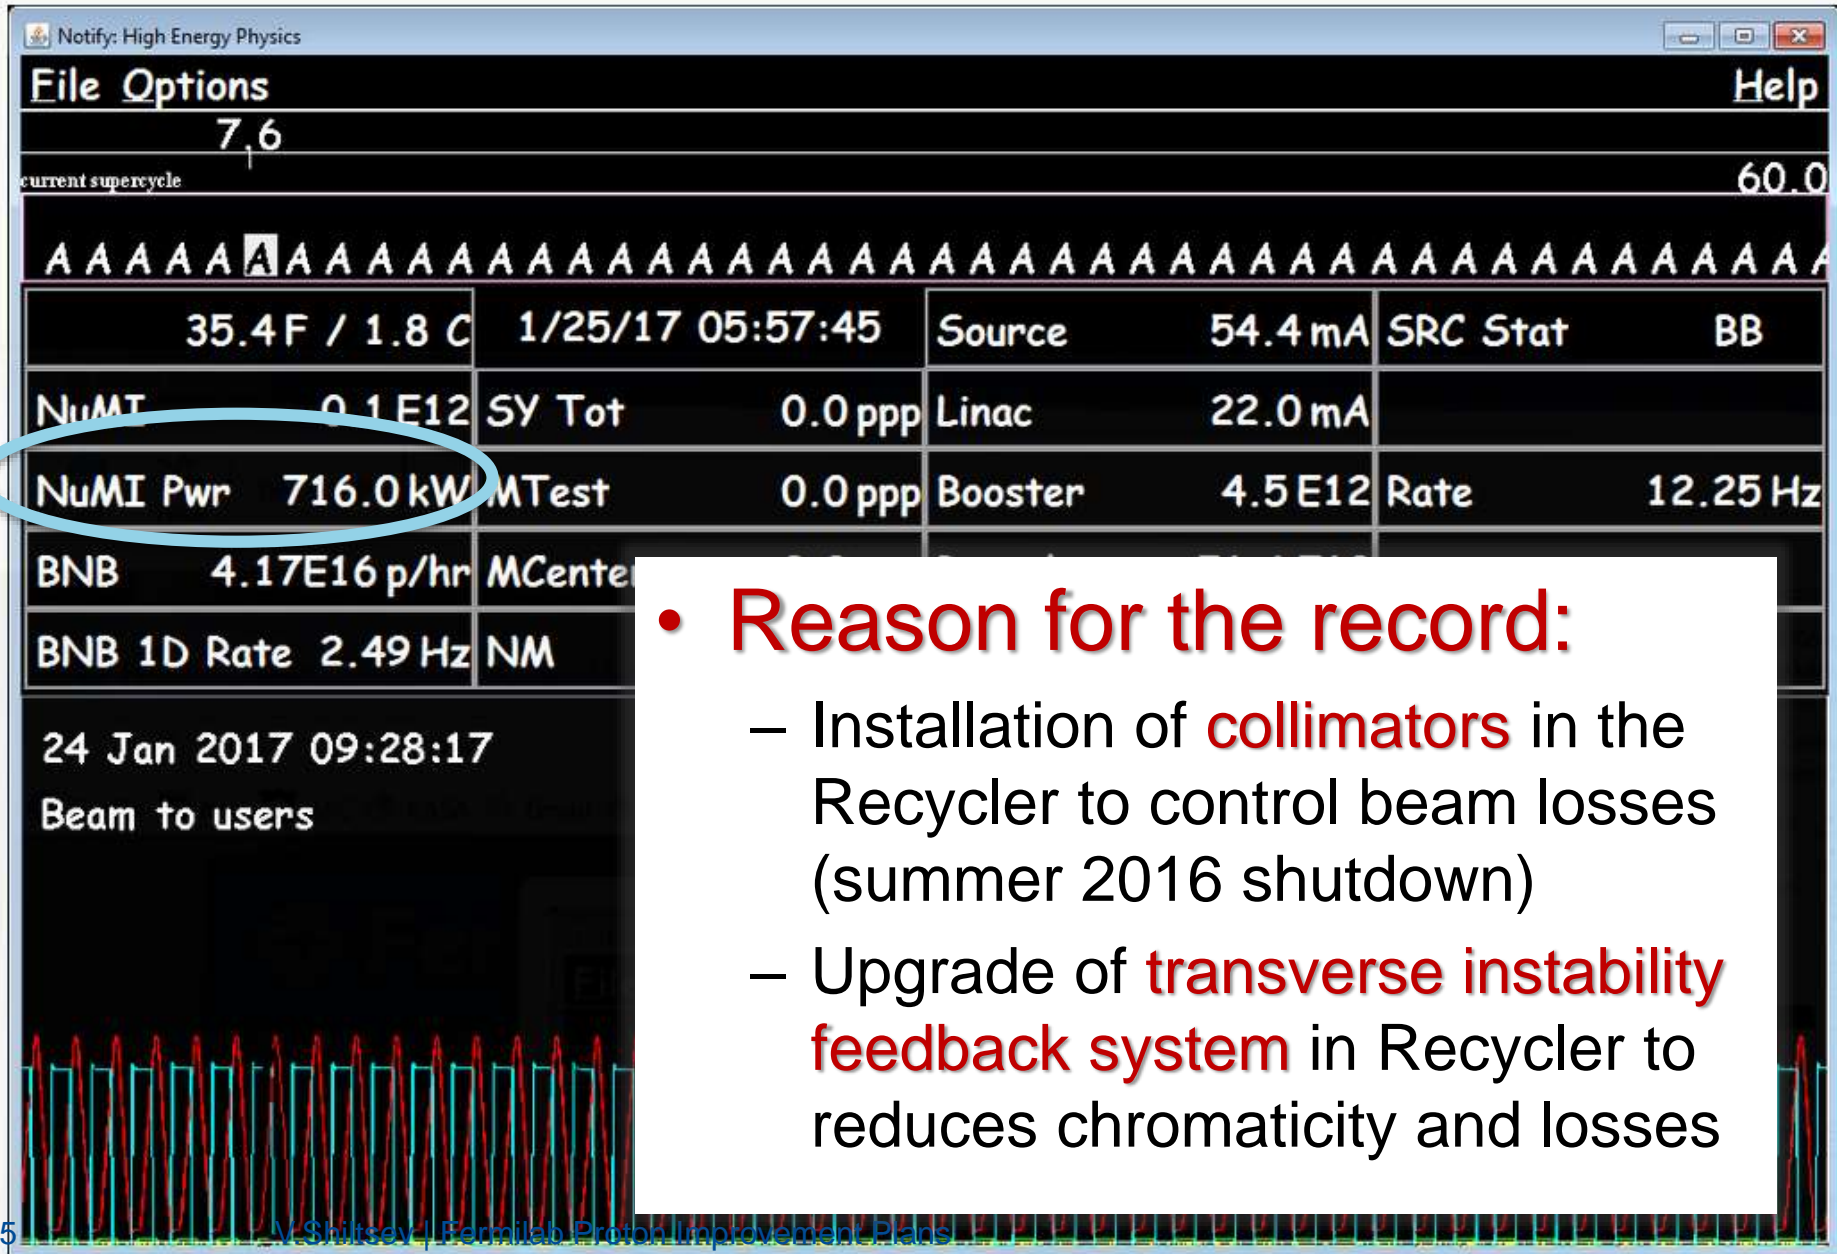 Notify: High Energy Physics
File Options Help
7.6
current supercycle 60.0
A A A A A A A A A A A A A A A A A A A A A A A A A A A A A A A A A A A A A A A A A A A A A
35.4 F / 1.8 C 1/25/17 05:57:45 Source 54.4 mA SRC Stat BB
NuMI 0.1 E12 SY Tot 0.0 ppp Linac 22.0 mA
NuMI Pwr 716.0 kW MTest 0.0 ppp Booster 4.5 E12 Rate 12.25 Hz
BNB 4.17E16 p/hr MCenter
BNB 1D Rate 2.49 Hz NM
24 Jan 2017 09:28:17
Beam to users
• Reason for the record:
– Installation of collimators in the
Recycler to control beam losses
(summer 2016 shutdown)
– Upgrade of transverse instability
feedback system in Recycler to
reduces chromaticity and losses
5 V.Shiltsev | Fermilab Proton Improvement Plans